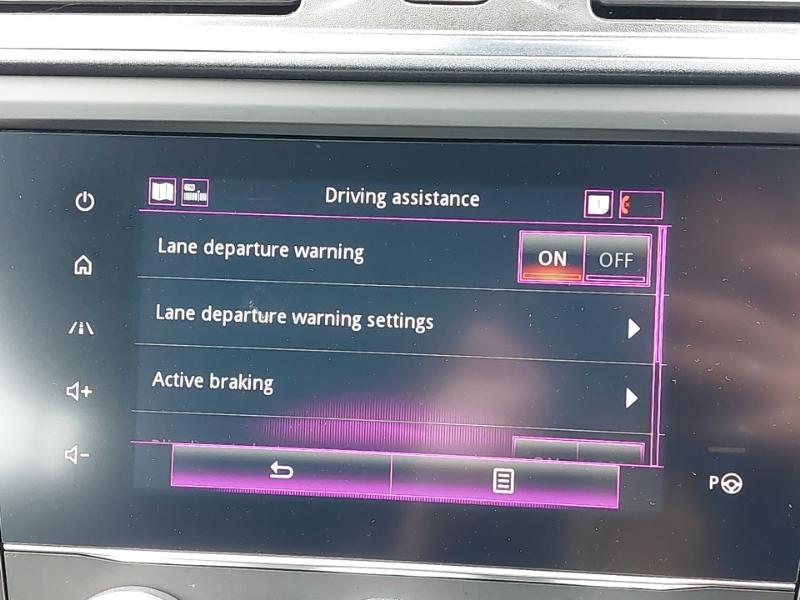 Driving assistance
Lane departure warning
ON OFF
Lane departure warning settings
Active braking
P